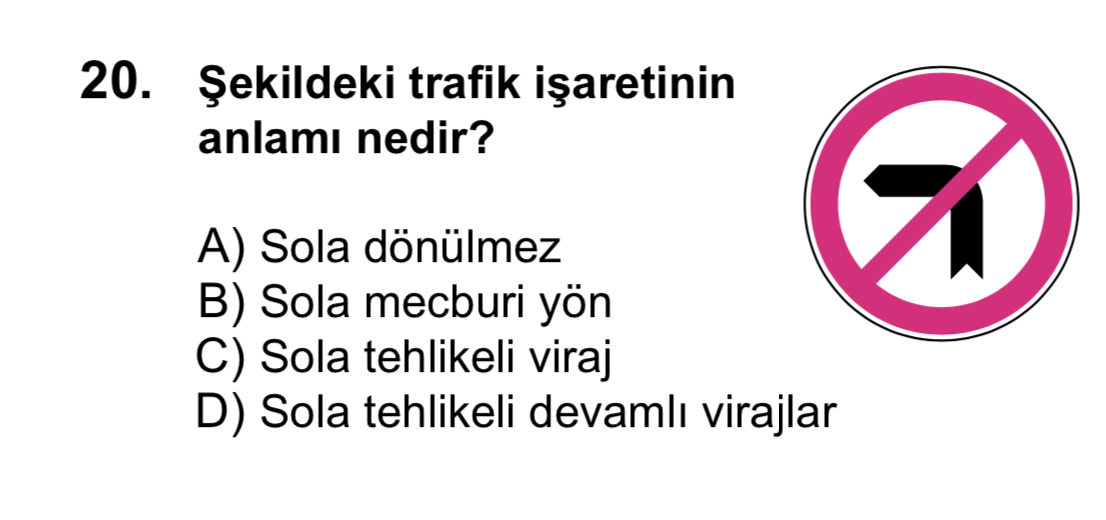 20. Şekildeki trafik işaretinin
anlamı nedir?
A) Sola dönülmez
B) Sola mecburi yön
C) Sola tehlikeli viraj
D) Sola tehlikeli devamlı virajlar